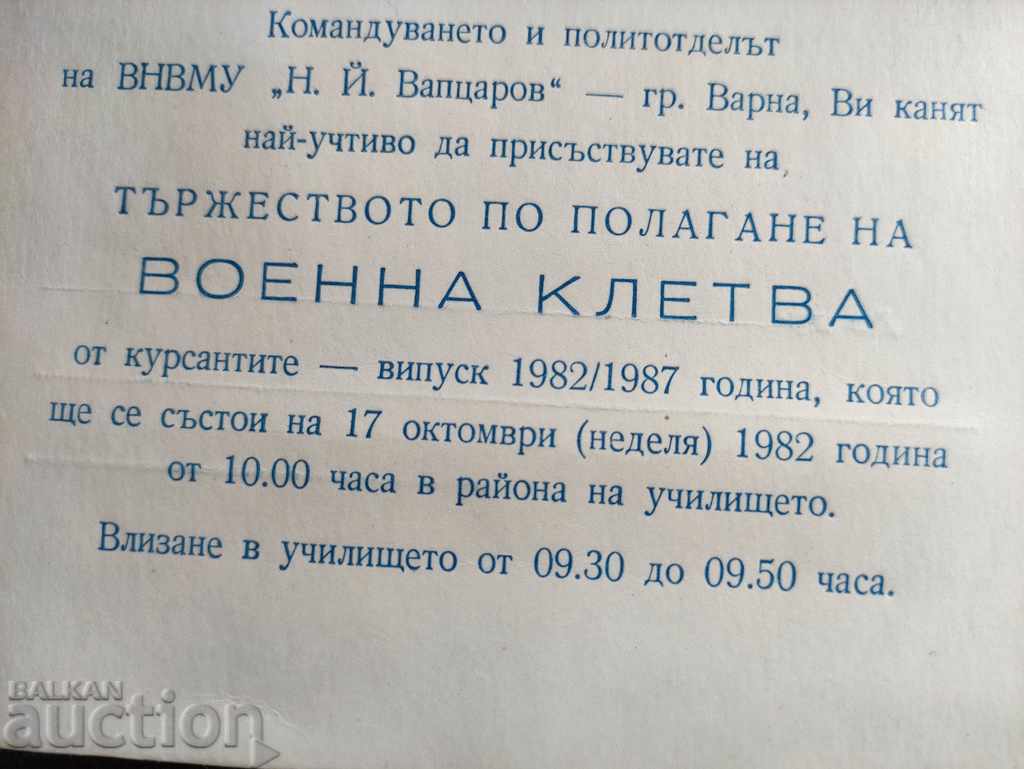 Командуването и политотделът
на ВНВМУ „Н. Й. Вапцаров“ — гр. Варна, Ви канят
най-учтиво да присъствувате на
ТЪРЖЕСТВОТО ПО ПОЛАГАНЕ НА
ВОЕННА КЛЕТВА
от курсантите — випуск 1982/1987 година, която
ще се състои на 17 октомври (неделя) 1982 година
от 10.00 часа в района на училището.
Влизане в училището от 09.30 до 09.50 часа.
BALKAN
auction